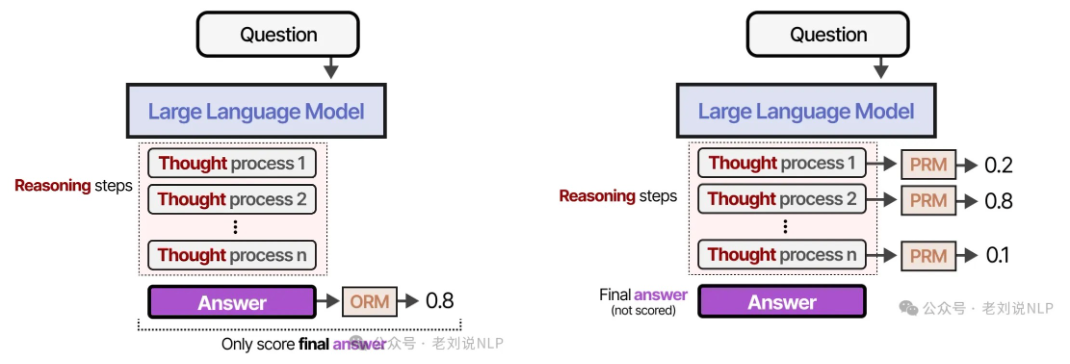 Question
Large Language Model
Reasoning steps
Thought process 1
Thought process 2
Thought process n
Answer
ORM
0.8
Only score final answer
公众号 · 老刘说NLP
Question
Large Language Model
Reasoning steps
Thought process 1
PRM
0.2
Thought process 2
PRM
0.8
Thought process n
PRM
0.1
Final answer
(not scored)
Answer
公众号 · 老刘说NLP